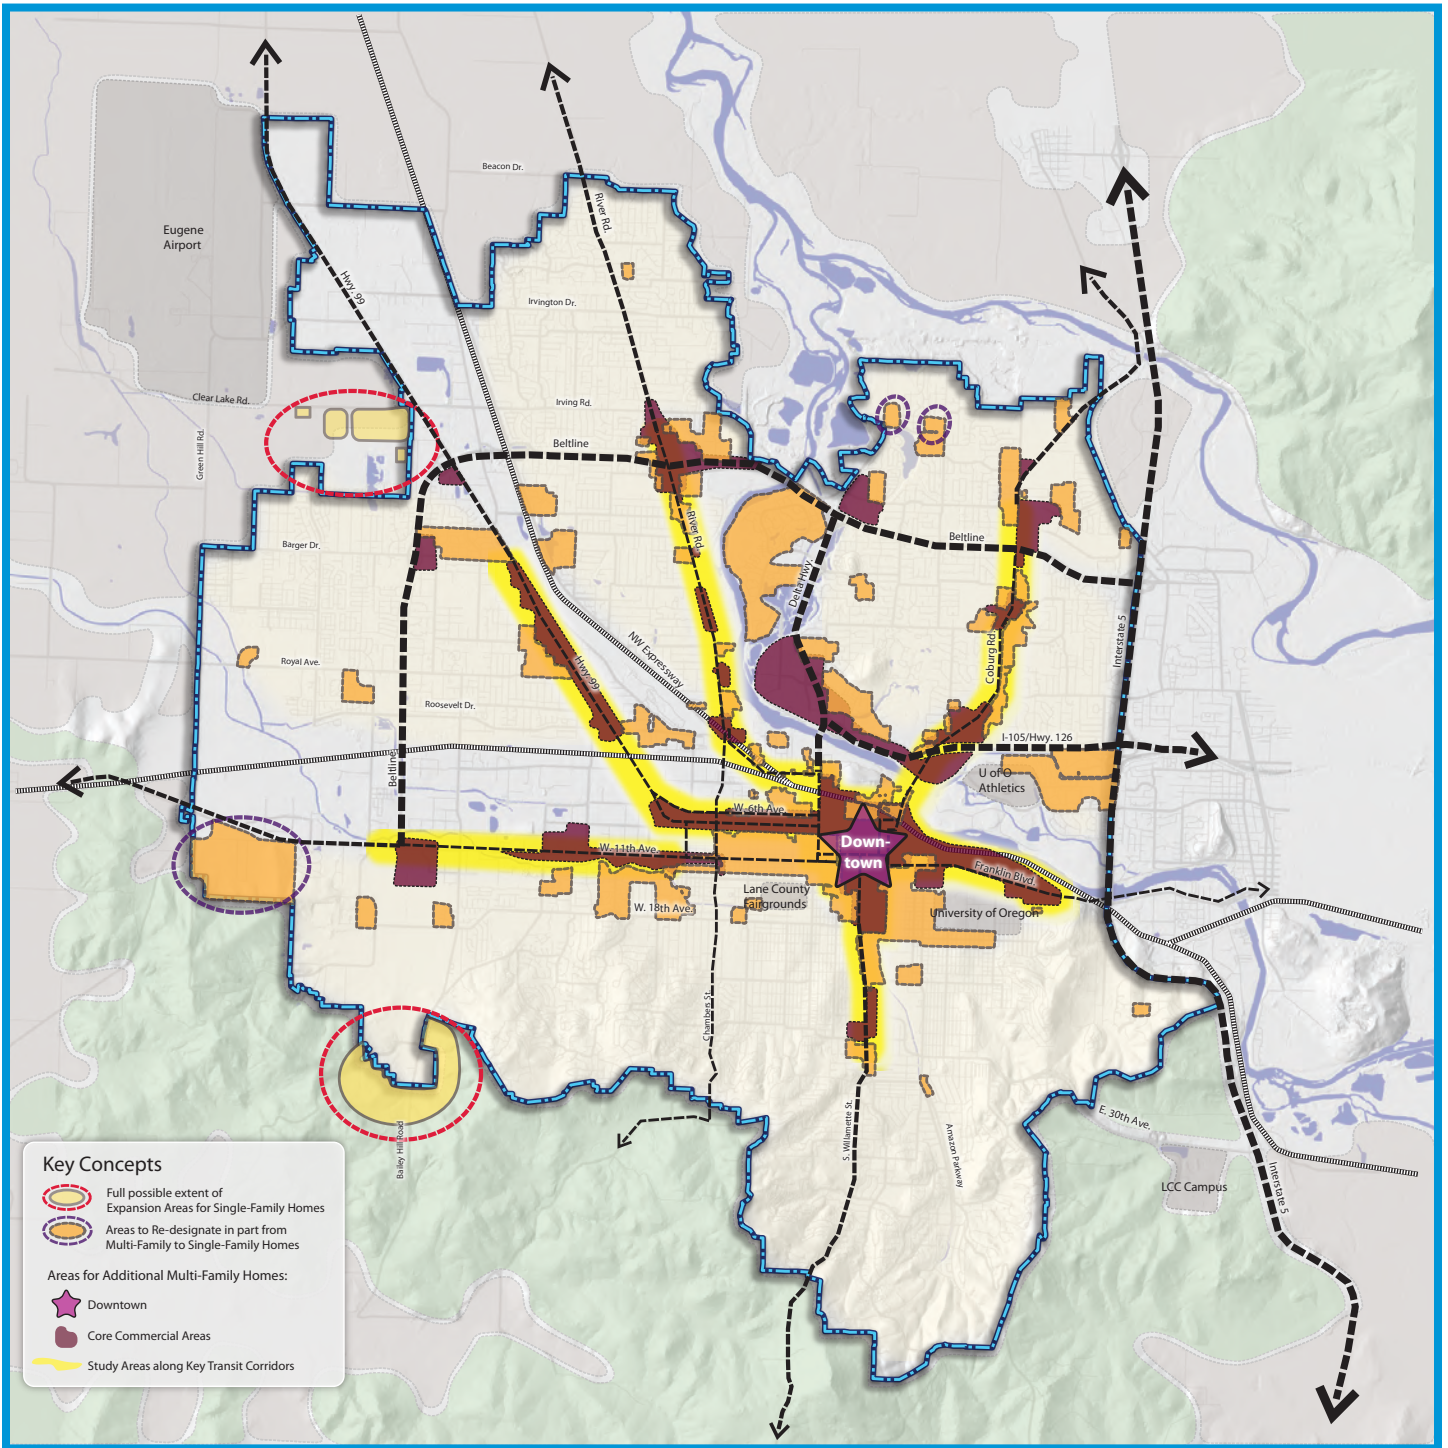 Beacon Dr.
River Rd.
Eugene
Airport
Hwy. 99
Irvington Dr.
Clear Lake Rd.
Irving Rd.
Green Hill Rd.
Beltline
Barger Dr.
River Rd.
Beltline
Delta Hwy.
NW Expressway
Interstate 5
Royal Ave.
Hwy. 99
Coburg Rd.
Roosevelt Dr.
I-105/Hwy. 126
Beltline
U of O
Athletics
W. 6th Ave.
W. 11th Ave.
Down-
town
Franklin Blvd.
Lane County
Fairgrounds
W. 18th Ave.
University of Oregon
Chambers St.
S. Willamette St.
Amazon Parkway
E. 30th Ave.
Bailey Hill Road
LCC Campus
Interstate 5
Key Concepts
Full possible extent of
Expansion Areas for Single-Family Homes
Areas to Re-designate in part from
Multi-Family to Single-Family Homes
Areas for Additional Multi-Family Homes:
Downtown
Core Commercial Areas
Study Areas along Key Transit Corridors